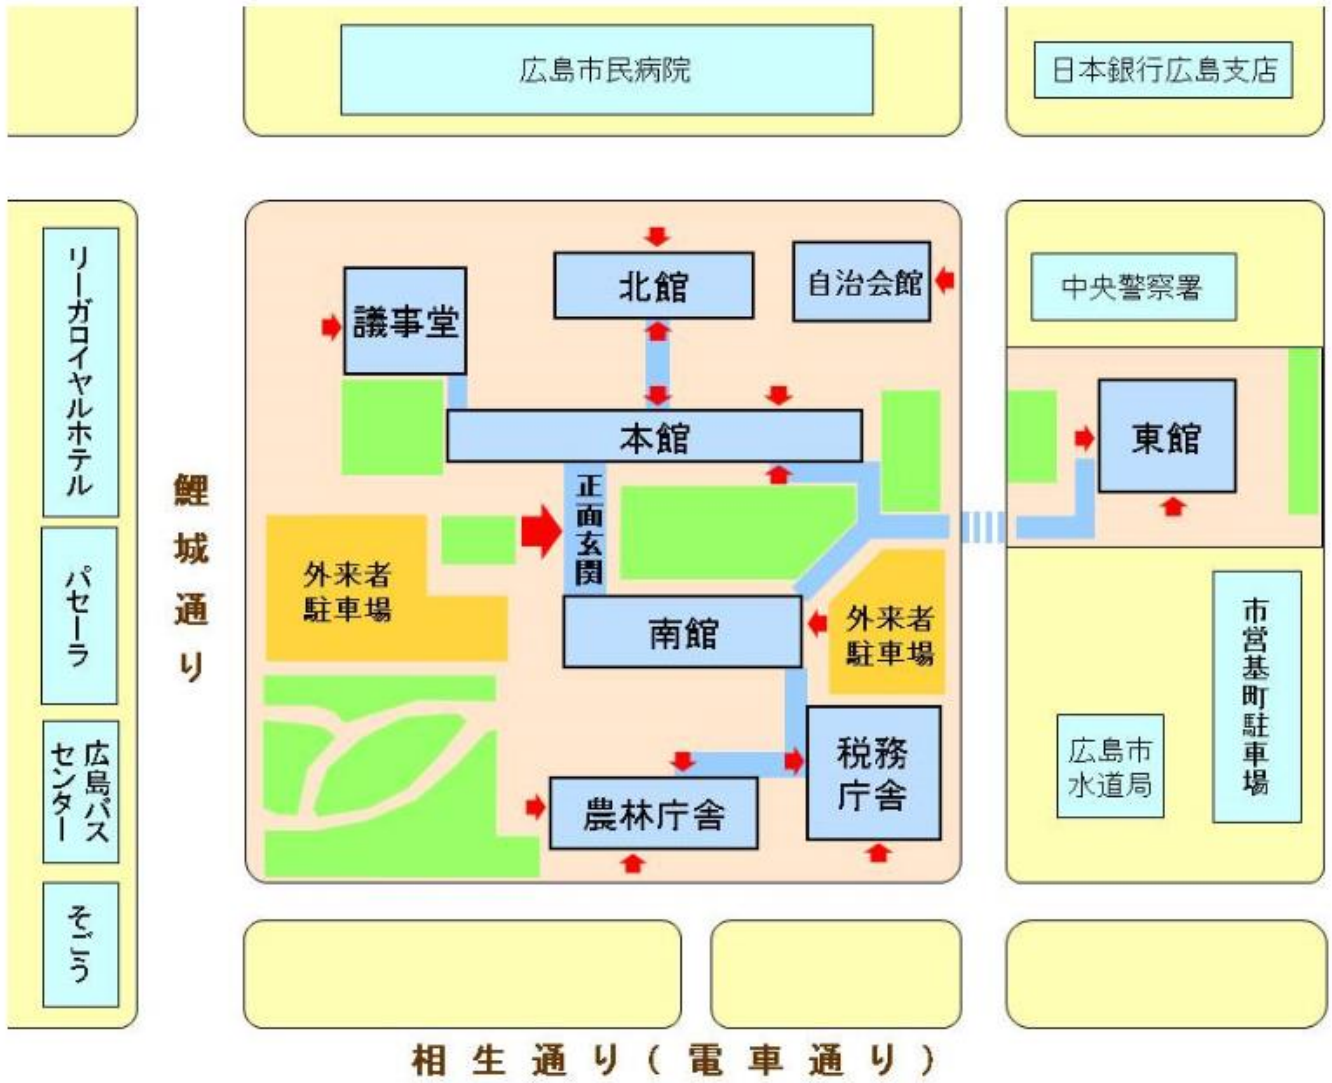 広島市民病院
日本銀行広島支店
リーガロイヤルホテル
議事堂
北館
自治会館
中央警察署
本館
東館
鯉城通り
正面玄関
パセーラ
外来者
駐車場
南館
外来者
駐車場
市営基町駐車場
広島バス
センター
農林庁舎
税務
庁舎
広島市
水道局
そごう
相生通り(電車通り)